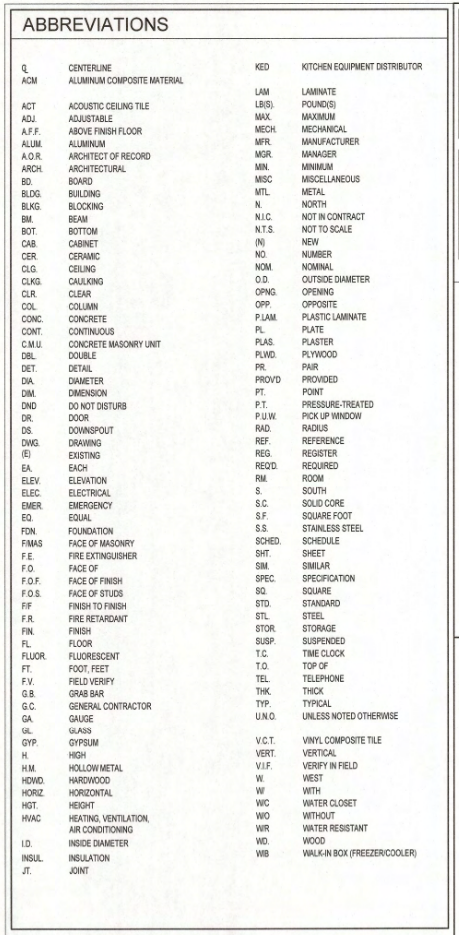 ABBREVIATIONS
℄ CENTERLINE
ACM ALUMINUM COMPOSITE MATERIAL
ACT ACOUSTIC CEILING TILE
ADJ. ADJUSTABLE
A.F.F. ABOVE FINISH FLOOR
ALUM. ALUMINUM
A.O.R. ARCHITECT OF RECORD
ARCH. ARCHITECTURAL
BD. BOARD
BLDG. BUILDING
BLKG. BLOCKING
BM. BEAM
BOT. BOTTOM
CAB. CABINET
CER. CERAMIC
CLG. CEILING
CLKG. CAULKING
CLR. CLEAR
COL. COLUMN
CONC. CONCRETE
CONT. CONTINUOUS
C.M.U. CONCRETE MASONRY UNIT
DBL. DOUBLE
DET. DETAIL
DIA. DIAMETER
DIM. DIMENSION
DND DO NOT DISTURB
DR. DOOR
DS. DOWNSPOUT
DWG. DRAWING
(E) EXISTING
EA. EACH
ELEV. ELEVATION
ELEC. ELECTRICAL
EMER. EMERGENCY
EQ. EQUAL
FDN. FOUNDATION
F/MAS FACE OF MASONRY
F.E. FIRE EXTINGUISHER
F.O. FACE OF
F.O.F. FACE OF FINISH
F.O.S. FACE OF STUDS
F/F FINISH TO FINISH
F.R. FIRE RETARDANT
FIN. FINISH
FL. FLOOR
FLUOR. FLUORESCENT
FT. FOOT, FEET
F.V. FIELD VERIFY
G.B. GRAB BAR
G.C. GENERAL CONTRACTOR
GA. GAUGE
GL. GLASS
GYP. GYPSUM
H. HIGH
H.M. HOLLOW METAL
HDWD. HARDWOOD
HORIZ. HORIZONTAL
HGT. HEIGHT
HVAC HEATING, VENTILATION,
AIR CONDITIONING
I.D. INSIDE DIAMETER
INSUL. INSULATION
JT. JOINT
KED KITCHEN EQUIPMENT DISTRIBUTOR
LAM LAMINATE
LB(S). POUND(S)
MAX. MAXIMUM
MECH. MECHANICAL
MFR. MANUFACTURER
MGR. MANAGER
MIN. MINIMUM
MISC MISCELLANEOUS
MTL. METAL
N. NORTH
N.I.C. NOT IN CONTRACT
N.T.S. NOT TO SCALE
(N) NEW
NO. NUMBER
NOM. NOMINAL
O.D. OUTSIDE DIAMETER
OPNG. OPENING
OPP. OPPOSITE
P.LAM. PLASTIC LAMINATE
PL. PLATE
PLAS. PLASTER
PLWD. PLYWOOD
PR. PAIR
PROV'D PROVIDED
PT. POINT
P.T. PRESSURE-TREATED
P.U.W. PICK UP WINDOW
RAD. RADIUS
REF. REFERENCE
REG. REGISTER
REQ'D. REQUIRED
RM. ROOM
S. SOUTH
S.C. SOLID CORE
S.F. SQUARE FOOT
S.S. STAINLESS STEEL
SCHED. SCHEDULE
SHT. SHEET
SIM. SIMILAR
SPEC. SPECIFICATION
SQ. SQUARE
STD. STANDARD
STL. STEEL
STOR. STORAGE
SUSP. SUSPENDED
T.C. TIME CLOCK
T.O. TOP OF
TEL. TELEPHONE
THK. THICK
TYP. TYPICAL
U.N.O. UNLESS NOTED OTHERWISE
V.C.T. VINYL COMPOSITE TILE
VERT. VERTICAL
V.I.F. VERIFY IN FIELD
W. WEST
W/ WITH
W/C WATER CLOSET
W/O WITHOUT
W/R WATER RESISTANT
WD. WOOD
WIB WALK-IN BOX (FREEZER/COOLER)